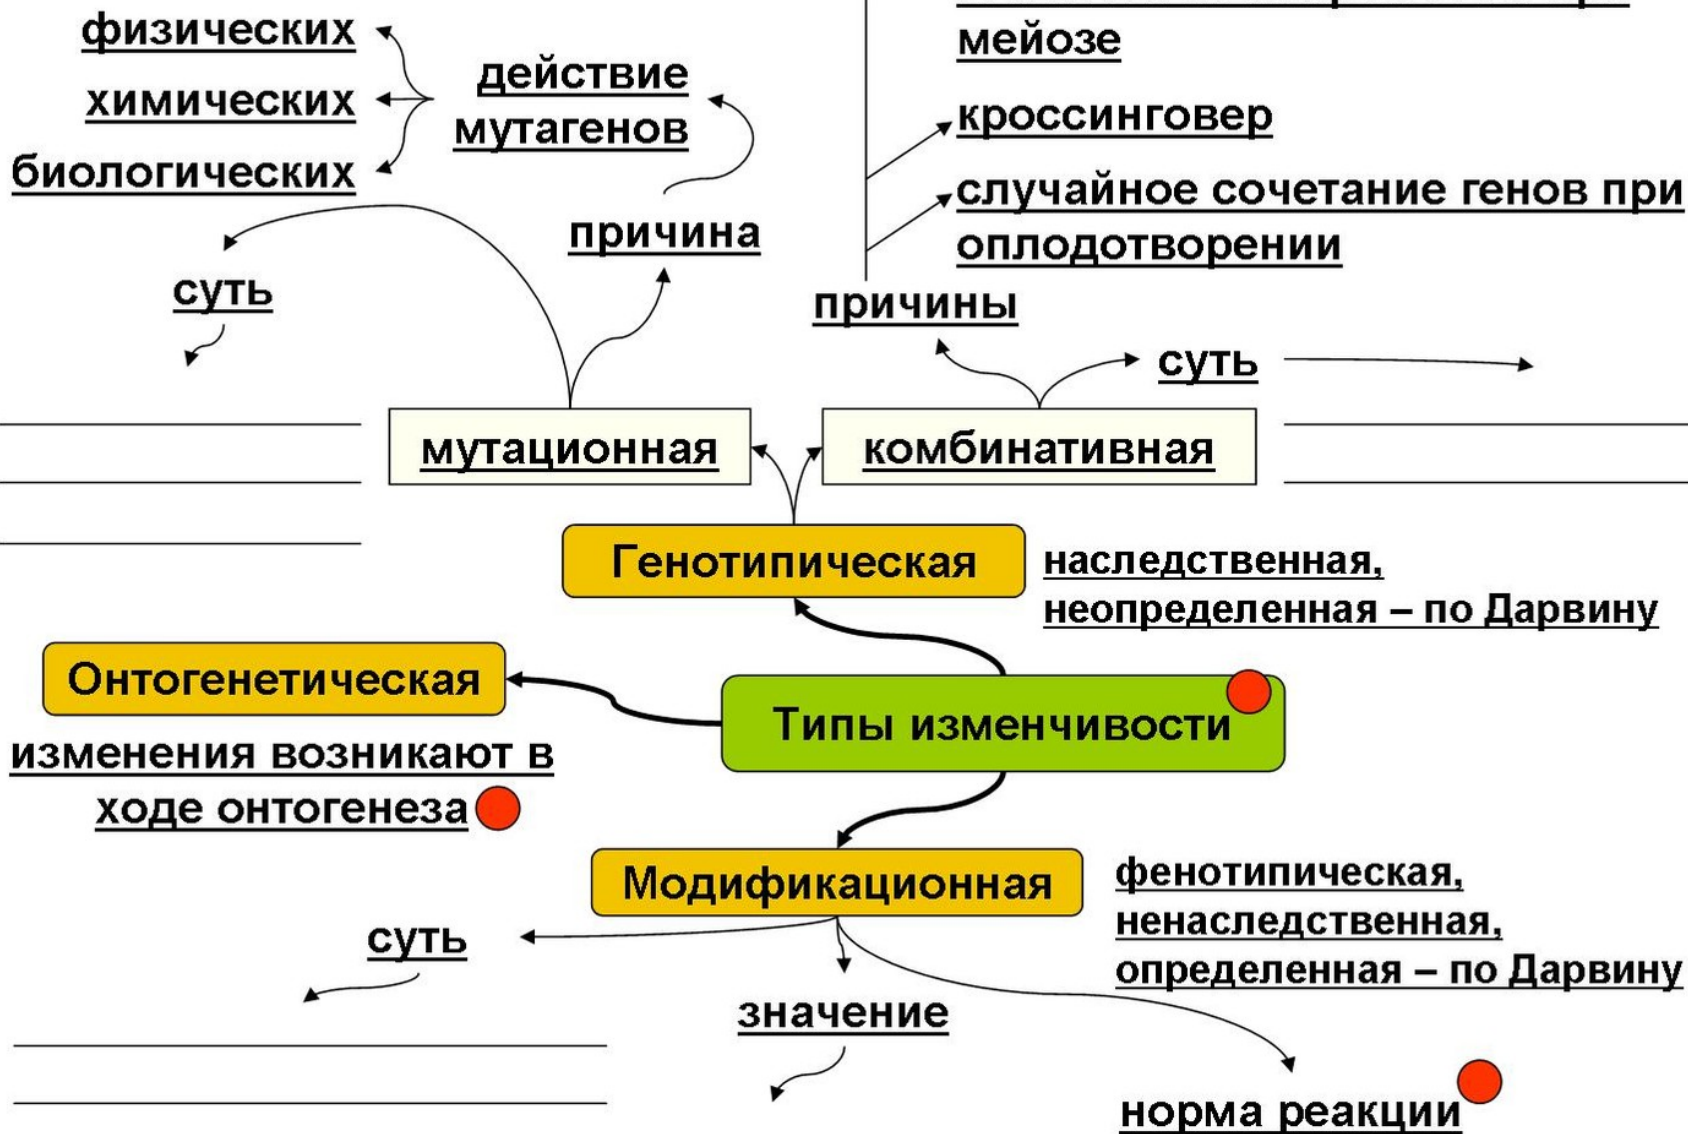 физических
химических
биологических
действие
мутагенов
причина
суть
мейозе
кроссинговер
случайное сочетание генов при
оплодотворении
причины
суть
мутационная
комбинативная
Генотипическая
наследственная,
неопределенная – по Дарвину
Онтогенетическая
изменения возникают в
ходе онтогенеза
Типы изменчивости
Модификационная
фенотипическая,
ненаследственная,
определенная – по Дарвину
суть
значение
норма реакции